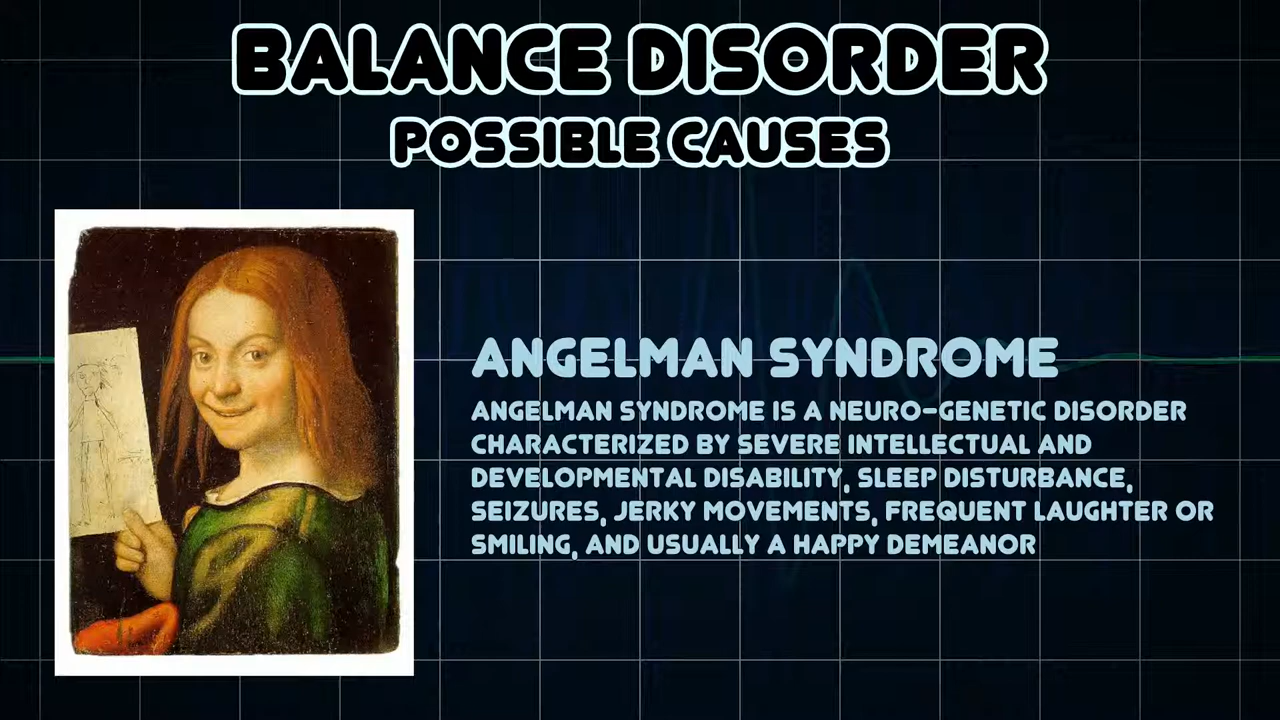 BALANCE DISORDER
POSSIBLE CAUSES
ANGELMAN SYNDROME
ANGELMAN SYNDROME IS A NEURO-GENETIC DISORDER
CHARACTERIZED BY SEVERE INTELLECTUAL AND
DEVELOPMENTAL DISABILITY, SLEEP DISTURBANCE,
SEIZURES, JERKY MOVEMENTS, FREQUENT LAUGHTER OR
SMILING, AND USUALLY A HAPPY DEMEANOR